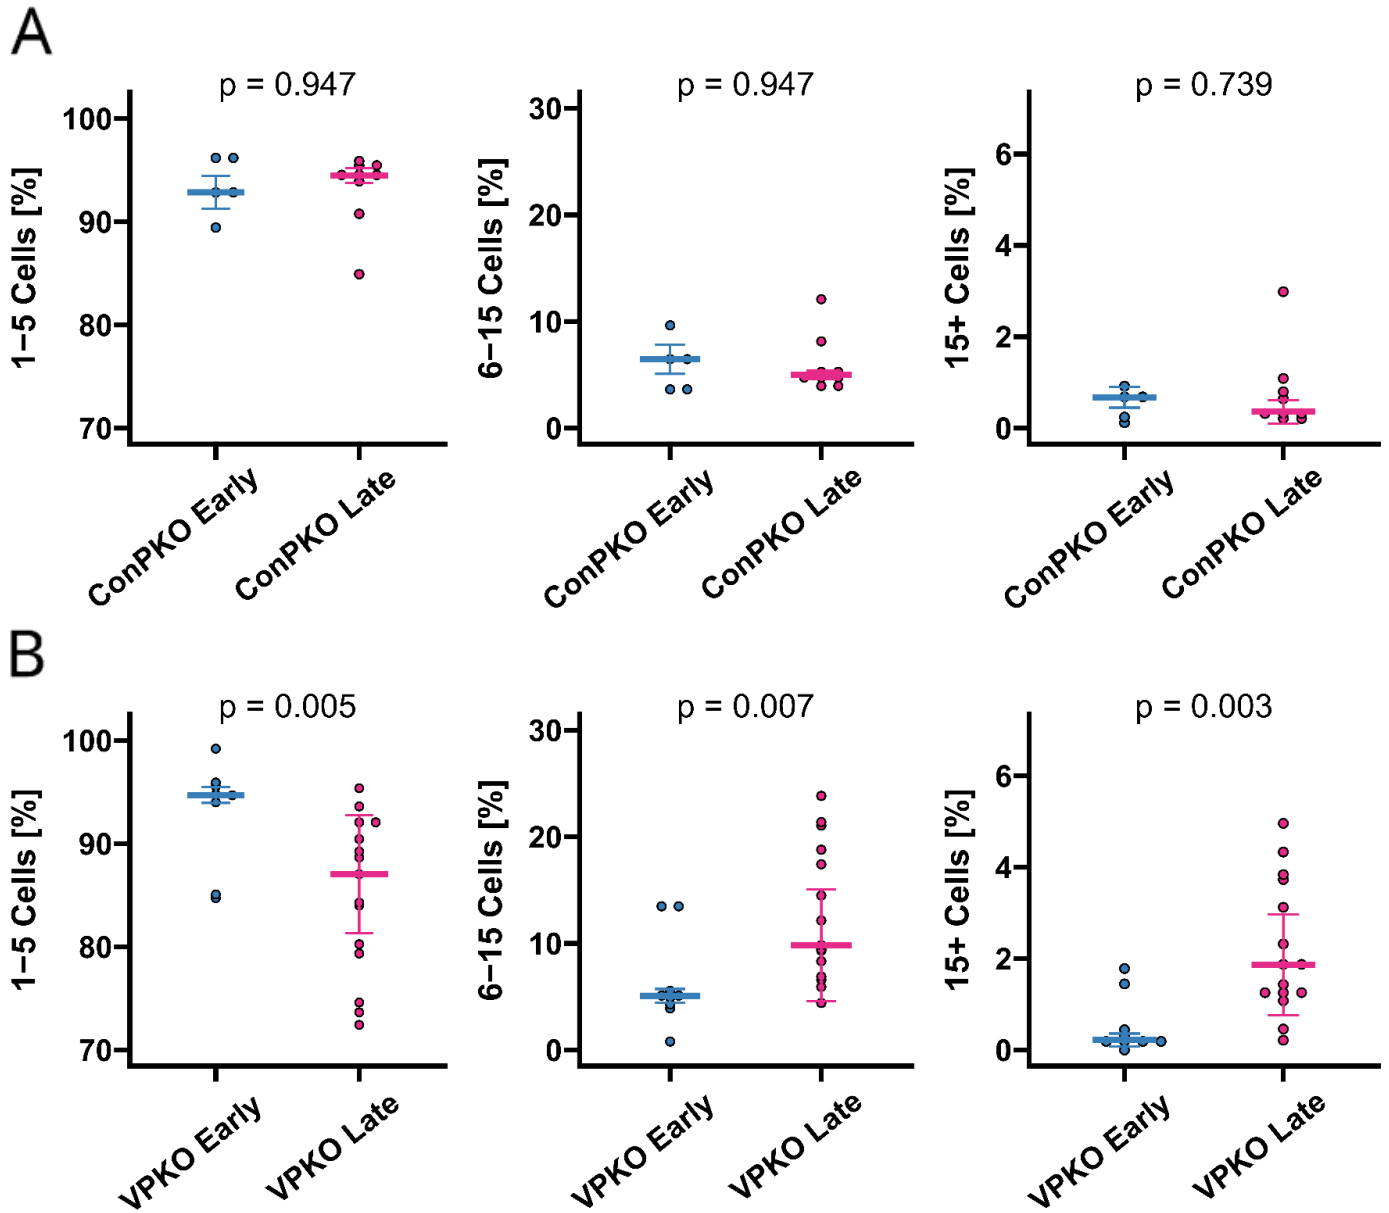 A
p = 0.947
p = 0.947
p = 0.739
1–5 Cells [%]
100
90
80
70
ConPKO Early
ConPKO Late
6–15 Cells [%]
30
20
10
0
ConPKO Early
ConPKO Late
15+ Cells [%]
6
4
2
0
ConPKO Early
ConPKO Late
B
p = 0.005
p = 0.007
p = 0.003
1–5 Cells [%]
100
90
80
70
VPKO Early
VPKO Late
6–15 Cells [%]
30
20
10
0
VPKO Early
VPKO Late
15+ Cells [%]
6
4
2
0
VPKO Early
VPKO Late